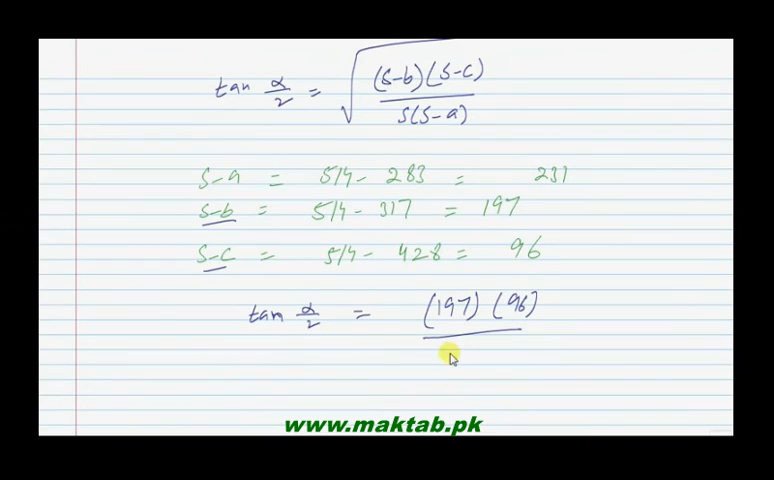 tan α/2 = √((s-b)(s-c) / s(s-a))
s-a = 514 - 283 = 231
s-b = 514 - 317 = 197
s-c = 514 - 428 = 96
tan α/2 = (197) (96)
www.maktab.pk